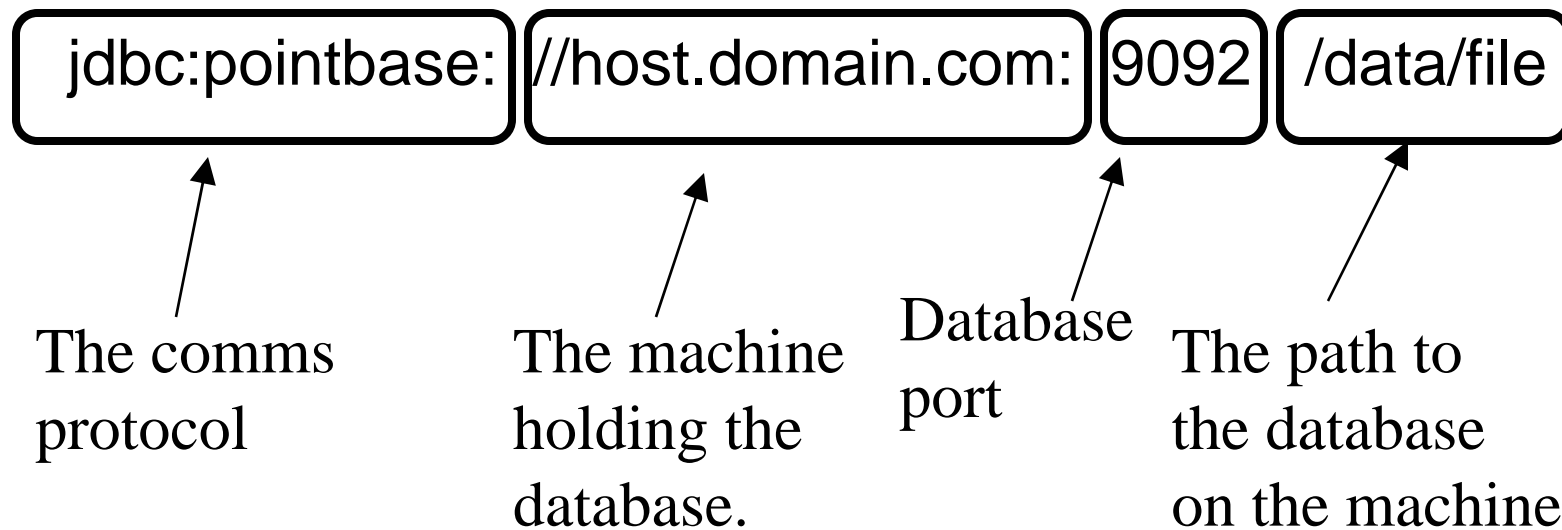 jdbc:pointbase: //host.domain.com: 9092 /data/file
The comms
protocol
The machine
holding the
database.
Database
port
The path to
the database
on the machine